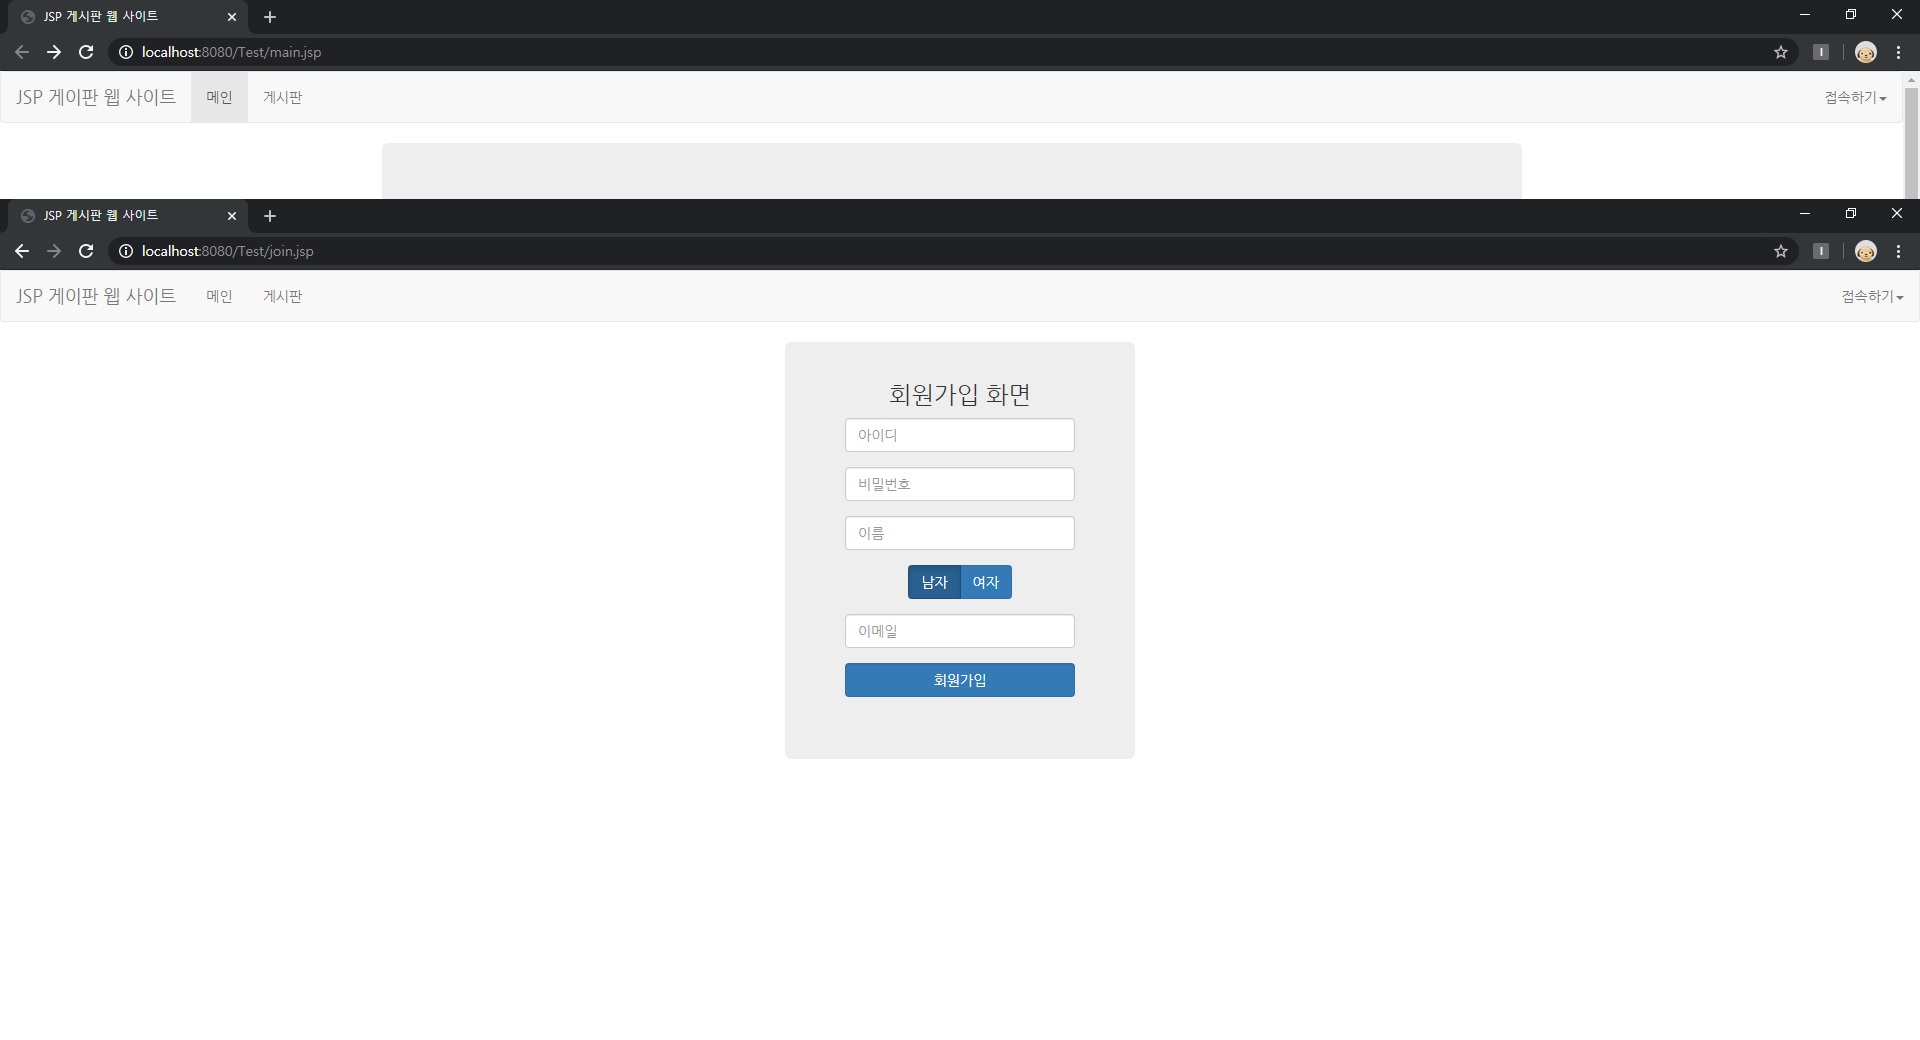 JSP 게시판 웹 사이트
localhost:8080/Test/main.jsp
I
JSP 게이판 웹 사이트 메인 게시판 접속하기
JSP 게시판 웹 사이트
localhost:8080/Test/join.jsp
I
JSP 게이판 웹 사이트 메인 게시판 접속하기
회원가입 화면
아이디
비밀번호
이름
남자 여자
이메일
회원가입